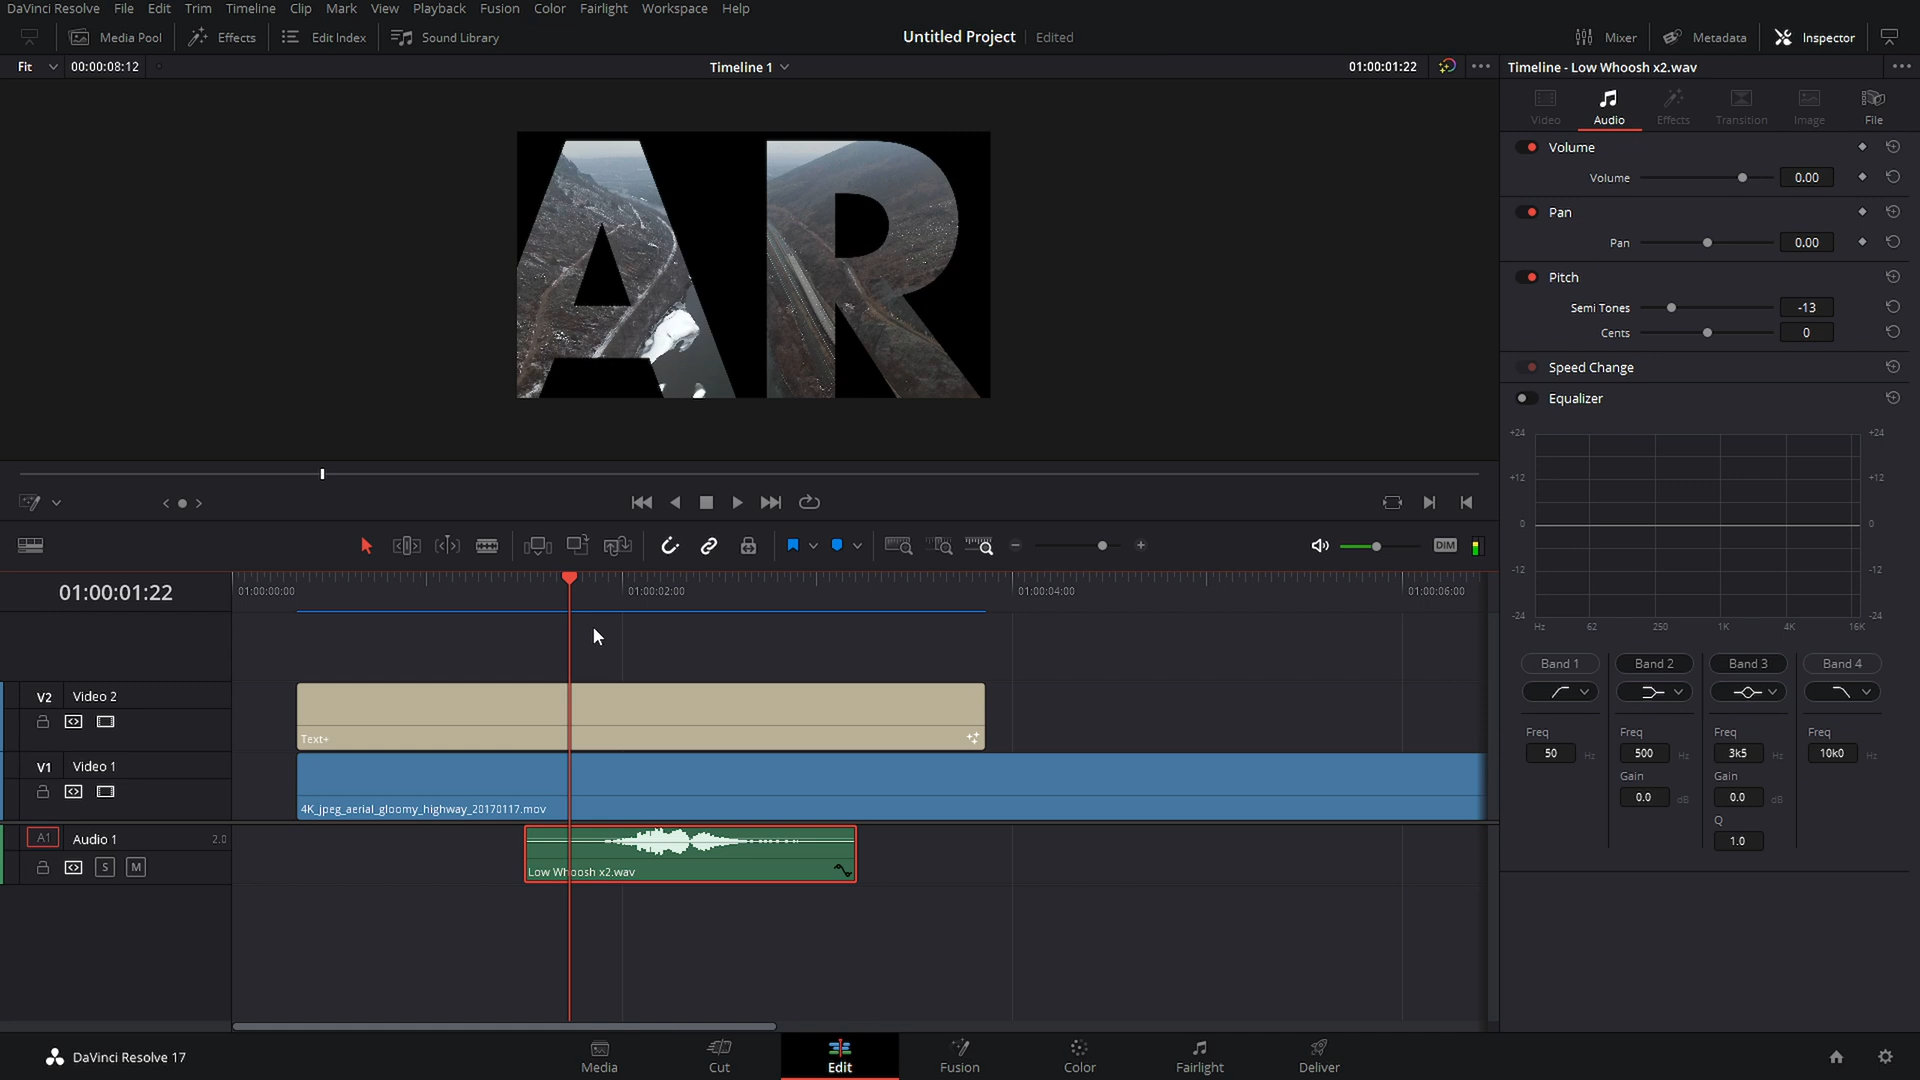 DaVinci Resolve File Edit Trim Timeline Clip Mark View Playback Fusion Color Fairlight Workspace Help
Media Pool Effects Edit Index Sound Library Untitled Project Edited Mixer Metadata Inspector
Fit 00:00:08:12 Timeline 1 01:00:01:22 Timeline - Low Whoosh x2.wav
Video Audio Effects Transition Image File
AR
Volume
Volume 0.00
Pan
Pan 0.00
Pitch
Semi Tones -13
Cents 0
Speed Change
Equalizer
+24 +24
+12 +12
0 0
-12 -12
-24 -24
Hz 62 250 1K 4K 16K
DIM
01:00:01:22 01:00:00:00 01:00:02:00 01:00:04:00 01:00:06:00
Band 1 Band 2 Band 3 Band 4
Freq Freq Freq Freq
50 Hz 500 Hz 3k5 Hz 10k0 Hz
Gain Gain
0.0 dB 0.0 dB
Q
1.0
V2 Video 2
Text+
V1 Video 1
4K_jpeg_aerial_gloomy_highway_20170117.mov
A1 Audio 1 2.0
S M
Low Whoosh x2.wav
DaVinci Resolve 17
Media Cut Edit Fusion Color Fairlight Deliver